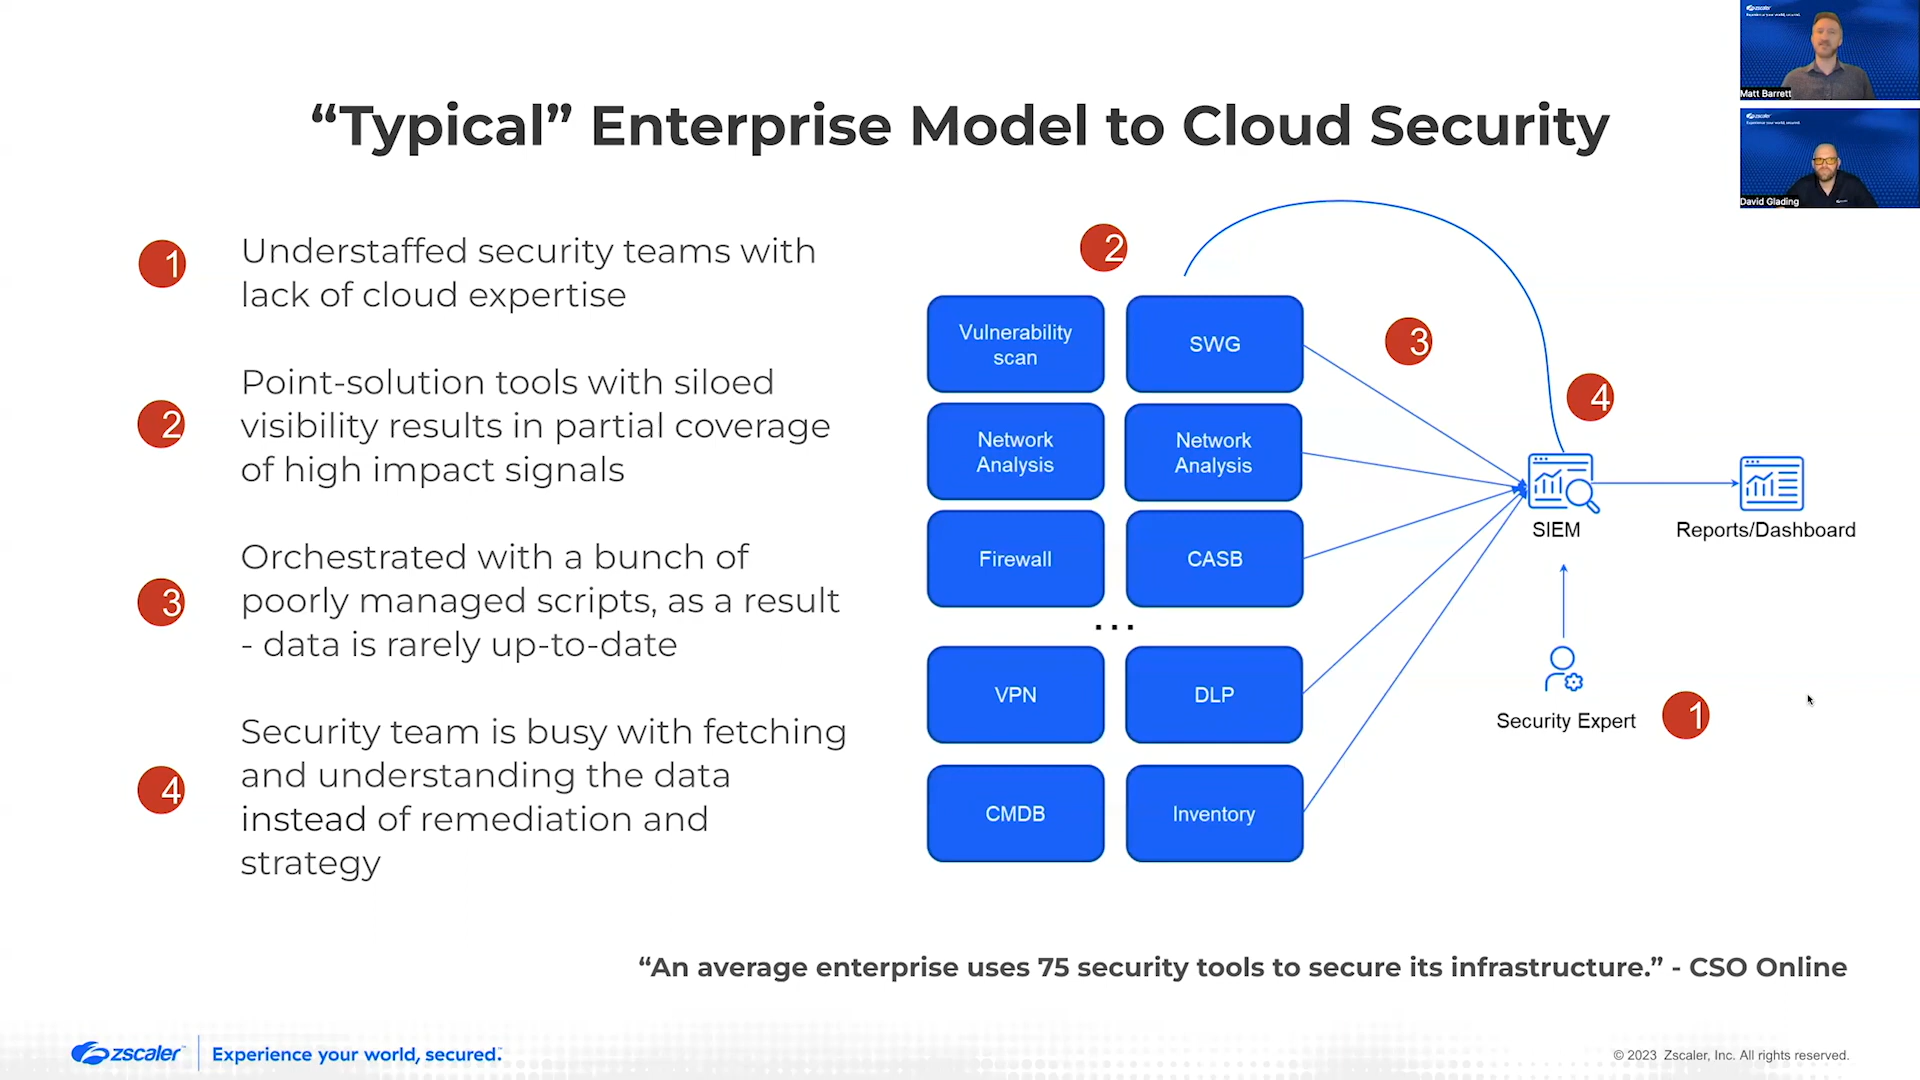 “Typical” Enterprise Model to Cloud Security
zscaler
Matt Barrett
zscaler
David Glading
1
Understaffed security teams with
lack of cloud expertise
2
Point-solution tools with siloed
visibility results in partial coverage
of high impact signals
3
Orchestrated with a bunch of
poorly managed scripts, as a result
- data is rarely up-to-date
4
Security team is busy with fetching
and understanding the data
instead of remediation and
strategy
2
3
4
1
Vulnerability
scan
SWG
Network
Analysis
Network
Analysis
Firewall
CASB
...
VPN
DLP
CMDB
Inventory
SIEM
Reports/Dashboard
Security Expert
“An average enterprise uses 75 security tools to secure its infrastructure.” - CSO Online
zscaler™
Experience your world, secured.™
© 2023 Zscaler, Inc. All rights reserved.